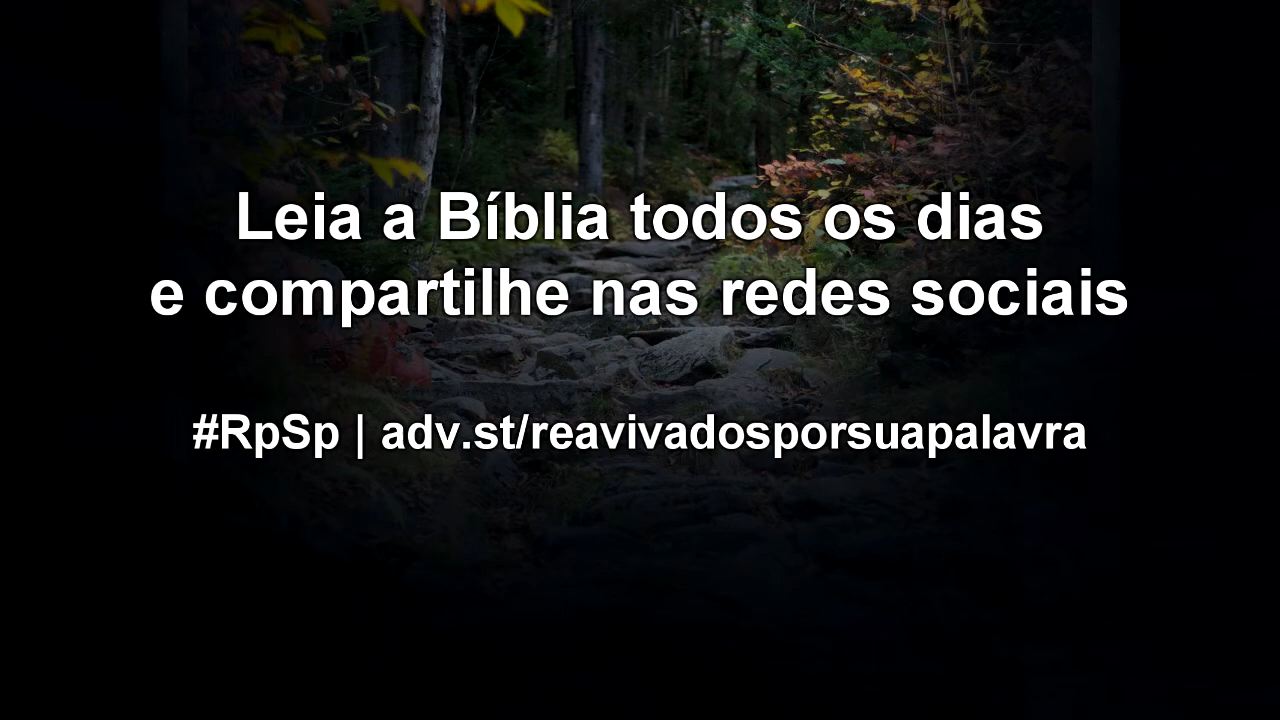 Leia a Bíblia todos os dias
e compartilhe nas redes sociais
#RpSp | adv.st/reavivadosporsuapalavra